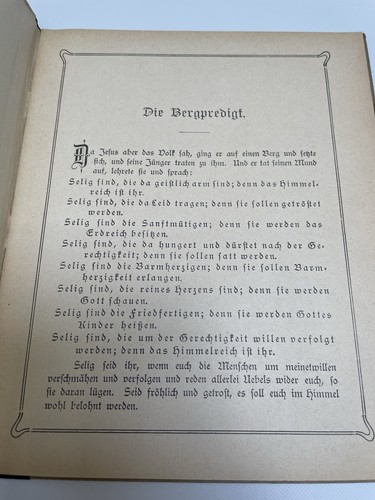 Die Bergpredigt.
Da Jesus aber das Volk sah, ging er auf einen Berg und setzte
sich, und seine Jünger traten zu ihm. Und er tat seinen Mund
auf, lehrete sie und sprach:
Selig sind, die da geistlich arm sind; denn das Himmel-
reich ist ihr.
Selig sind, die da Leid tragen; denn sie sollen getröstet
werden.
Selig sind die Sanftmütigen; denn sie werden das
Erdreich besitzen.
Selig sind, die da hungert und dürstet nach der Ge-
rechtigkeit; denn sie sollen satt werden.
Selig sind die Barmherzigen; denn sie sollen Barm-
herzigkeit erlangen.
Selig sind, die reines Herzens sind; denn sie werden
Gott schauen.
Selig sind die Friedfertigen; denn sie werden Gottes
Kinder heißen.
Selig sind, die um der Gerechtigkeit willen verfolgt
werden; denn das Himmelreich ist ihr.
Selig seid ihr, wenn euch die Menschen um meinetwillen
verschmähen und verfolgen und reden allerlei Uebels wider euch, so
sie daran lügen. Seid fröhlich und getrost, es soll euch im Himmel
wohl belohnt werden.